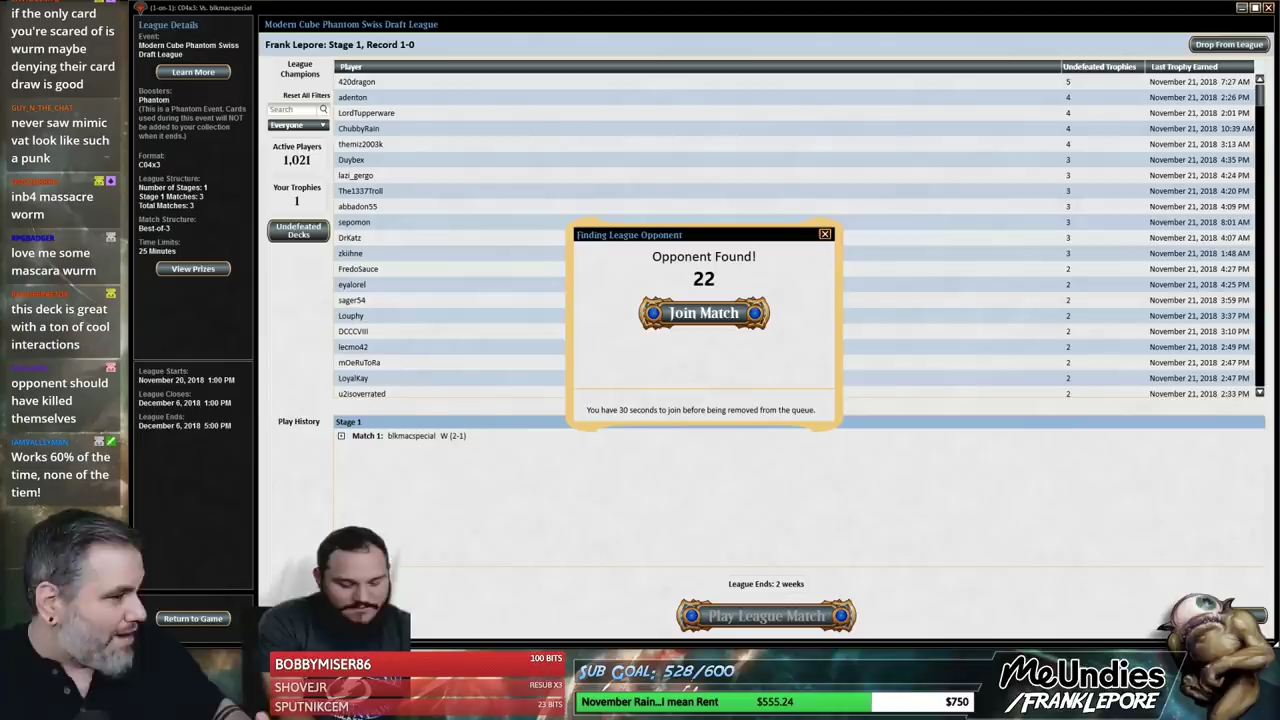 if the only card
you're scared of is
wurm maybe
denying their card
draw is good
GUY_N_THE_CHAT
never saw mimic
vat look like such
a punk
inb4 massacre
worm
RPGBADGER
love me some
mascara wurm
this deck is great
with a ton of cool
interactions
opponent should
have killed
themselves
IAMVALLEYMAN
Works 60% of the
time, none of the
tiem!
(1-on-1): C04x3; Vs. blkmacspecial
League Details
Event:
Modern Cube Phantom Swiss
Draft League
Learn More
Boosters:
Phantom
(This is a Phantom Event. Cards
used during this event will NOT
be added to your collection
when it ends.)
Format:
C04x3
League Structure:
Number of Stages: 1
Stage 1 Matches: 3
Total Matches: 3
Match Structure:
Best-of-3
Time Limits:
25 Minutes
View Prizes
League Starts:
November 20, 2018 1:00 PM
League Closes:
December 6, 2018 1:00 PM
League Ends:
December 6, 2018 5:00 PM
Return to Game
Modern Cube Phantom Swiss Draft League
Frank Lepore: Stage 1, Record 1-0
Drop From League
League
Champions
Reset All Filters
Search
Everyone
Active Players
1,021
Your Trophies
1
Undefeated
Decks
Player Undefeated Trophies Last Trophy Earned
420dragon 5 November 21, 2018 7:27 AM
adenton 4 November 21, 2018 2:26 PM
LordTupperware 4 November 21, 2018 2:01 PM
ChubbyRain 4 November 21, 2018 10:39 AM
themiz2003k 4 November 21, 2018 3:13 AM
Duybex 3 November 21, 2018 4:35 PM
lazi_gergo 3 November 21, 2018 4:24 PM
The1337Troll 3 November 21, 2018 4:20 PM
abbadon55 3 November 21, 2018 4:09 PM
sepomon 3 November 21, 2018 8:01 AM
DrKatz 3 November 21, 2018 4:07 AM
zkiihne 3 November 21, 2018 1:48 AM
FredoSauce 2 November 21, 2018 4:27 PM
eyalorel 2 November 21, 2018 4:25 PM
sager54 2 November 21, 2018 3:59 PM
Louphy 2 November 21, 2018 3:37 PM
DCCCVIII 2 November 21, 2018 3:10 PM
lecmo42 2 November 21, 2018 2:49 PM
mOeRuToRa 2 November 21, 2018 2:47 PM
LoyalKay 2 November 21, 2018 2:47 PM
u2isoverrated 2 November 21, 2018 2:33 PM
Finding League Opponent
Opponent Found!
22
Join Match
You have 30 seconds to join before being removed from the queue.
Play History
Stage 1
Match 1: blkmacspecial W (2-1)
League Ends: 2 weeks
Play League Match
BOBBYMISER86 100 BITS
SHOVEJR RESUB X3
SPUTNIKCEM 23 BITS
SUB GOAL: 528/600
November Rain...I mean Rent $555.24 $750
MeUndies
/FRANKLEPORE